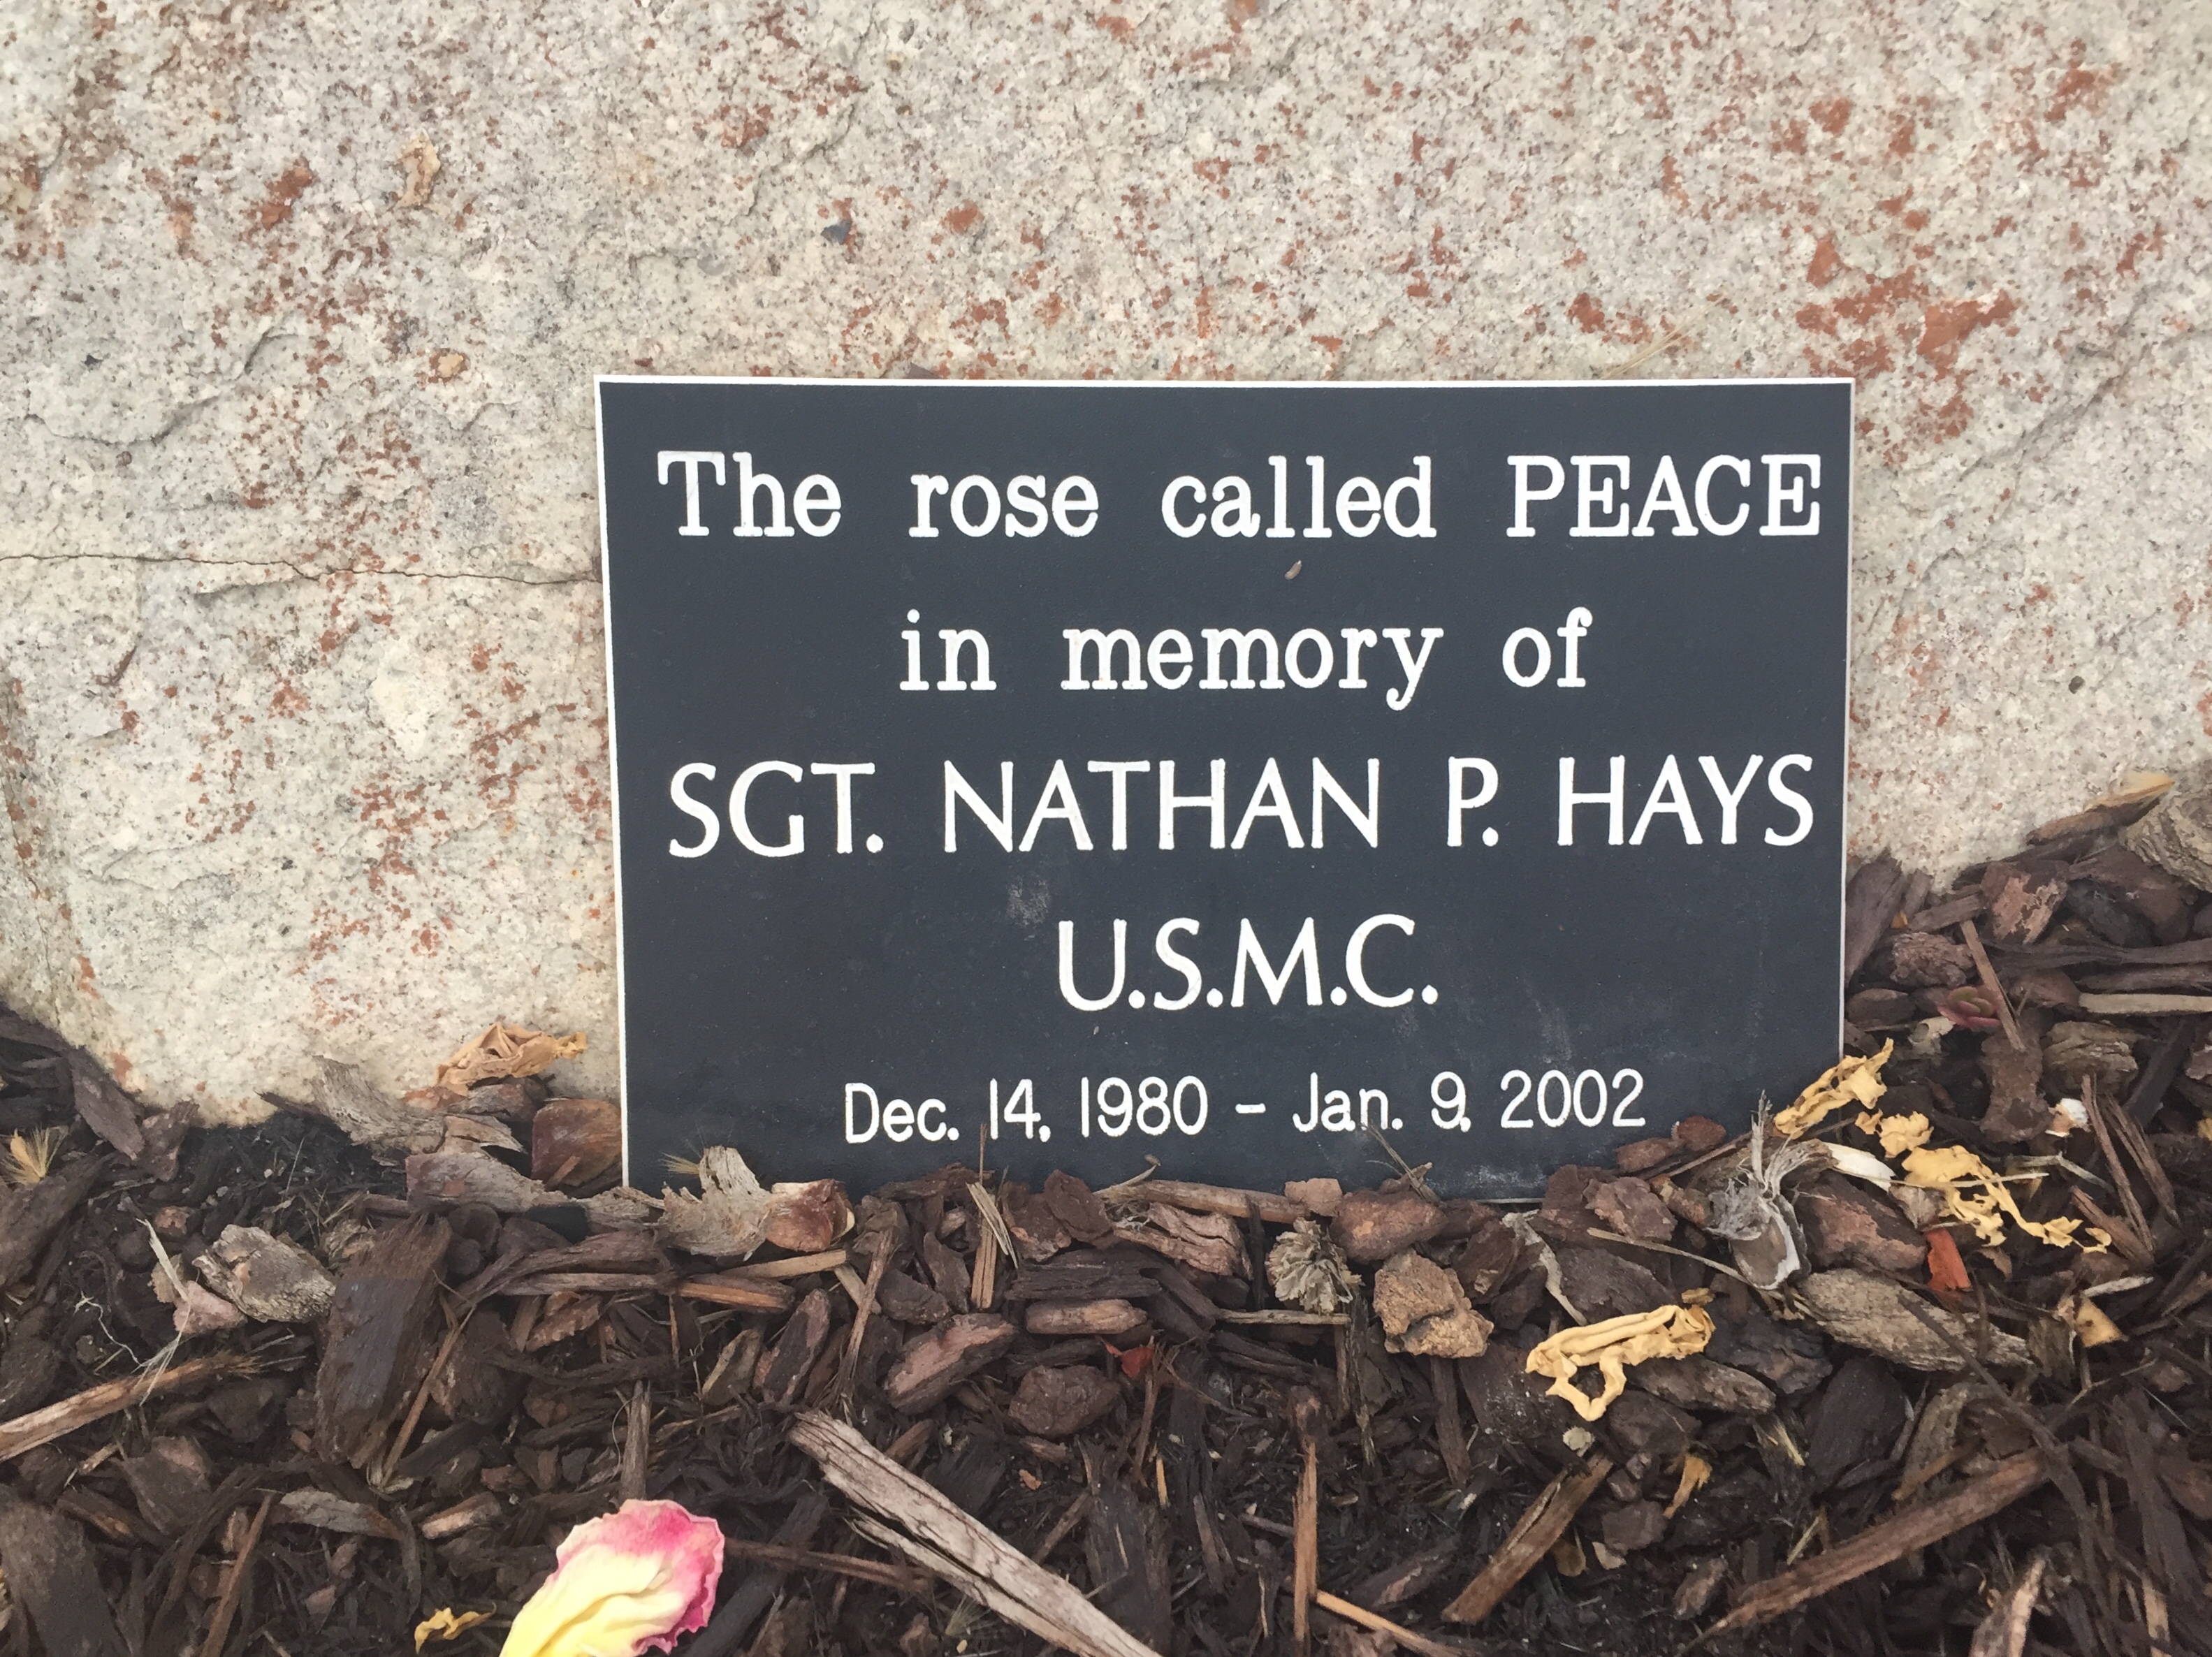 The rose called PEACE
in memory of
SGT. NATHAN P. HAYS
U.S.M.C.
Dec. 14, 1980 - Jan. 9, 2002